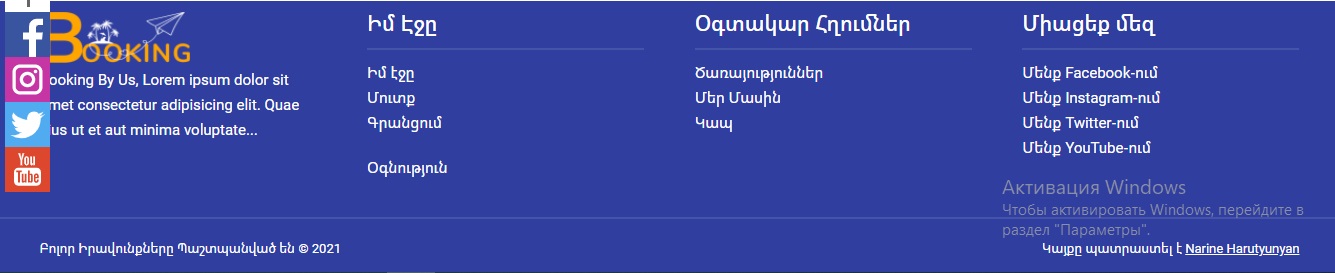 BOOKING
ooking By Us, Lorem ipsum dolor sit
met consectetur adipisicing elit. Quae
ius ut et aut minima voluptate...
You
Tube
Իմ Էջը
Իմ էջը
Մուտք
Գրանցում
Օգնություն
Օգտակար Հղումներ
Ծառայություններ
Մեր Մասին
Կապ
Միացեք մեզ
Մենք Facebook-ում
Մենք Instagram-ում
Մենք Twitter-ում
Մենք YouTube-ում
Активация Windows
Чтобы активировать Windows, перейдите в
раздел "Параметры".
Բոլոր Իրավունքները Պաշտպանված են © 2021
Կայքը պատրաստել է Narine Harutyunyan